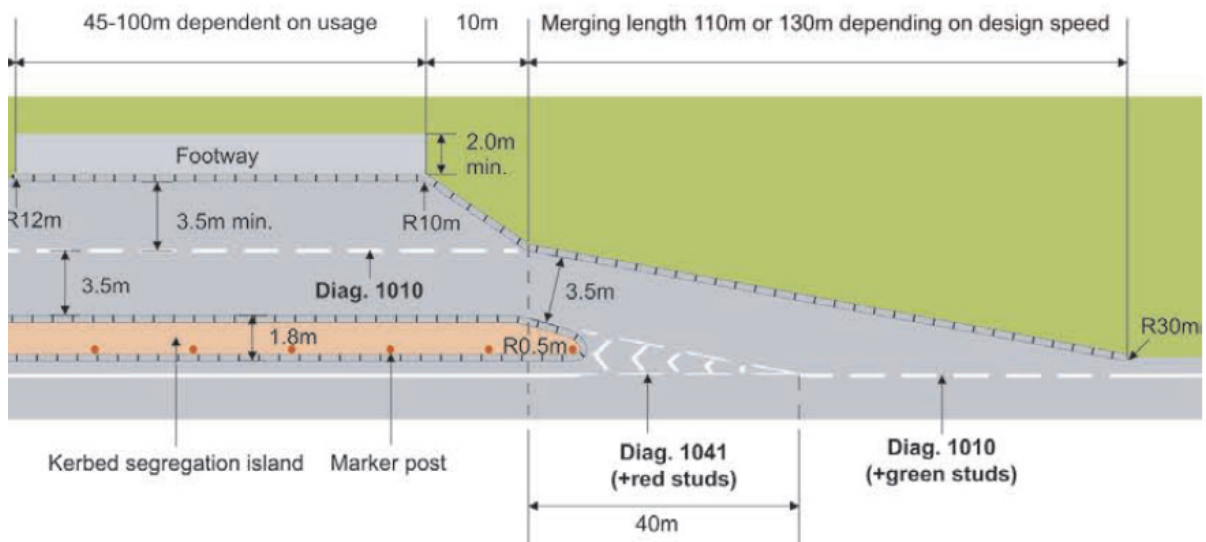 45-100m dependent on usage
10m
Merging length 110m or 130m depending on design speed
2.0m
min.
Footway
R12m
3.5m min.
R10m
3.5m
Diag. 1010
3.5m
1.8m
R0.5m
R30m
Kerbed segregation island
Marker post
Diag. 1041
(+red studs)
Diag. 1010
(+green studs)
40m